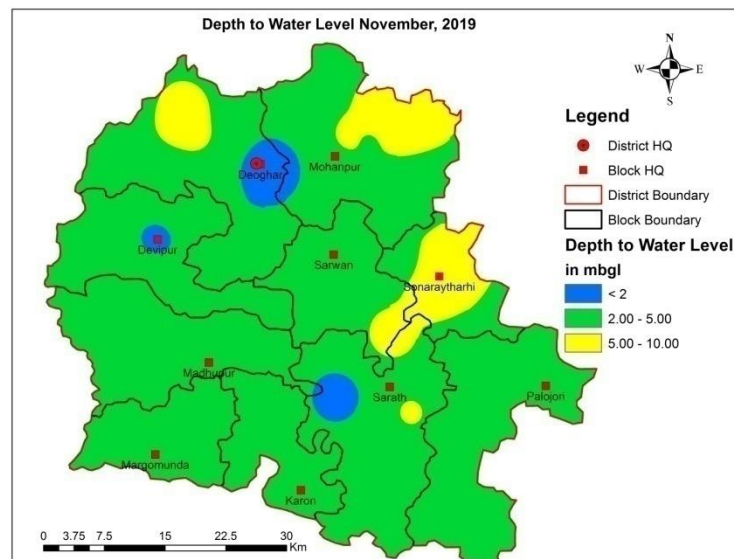 Depth to Water Level November, 2019
N
W E
S
Legend
District HQ
Block HQ
District Boundary
Block Boundary
Depth to Water Level
in mbgl
< 2
2.00 - 5.00
5.00 - 10.00
Deoghar
Mohanpur
Devipur
Sarwan
Sonaraytharhi
Madhupur
Sarath
Palojori
Margomunda
Karon
0 3.75 7.5 15 22.5 30
Km